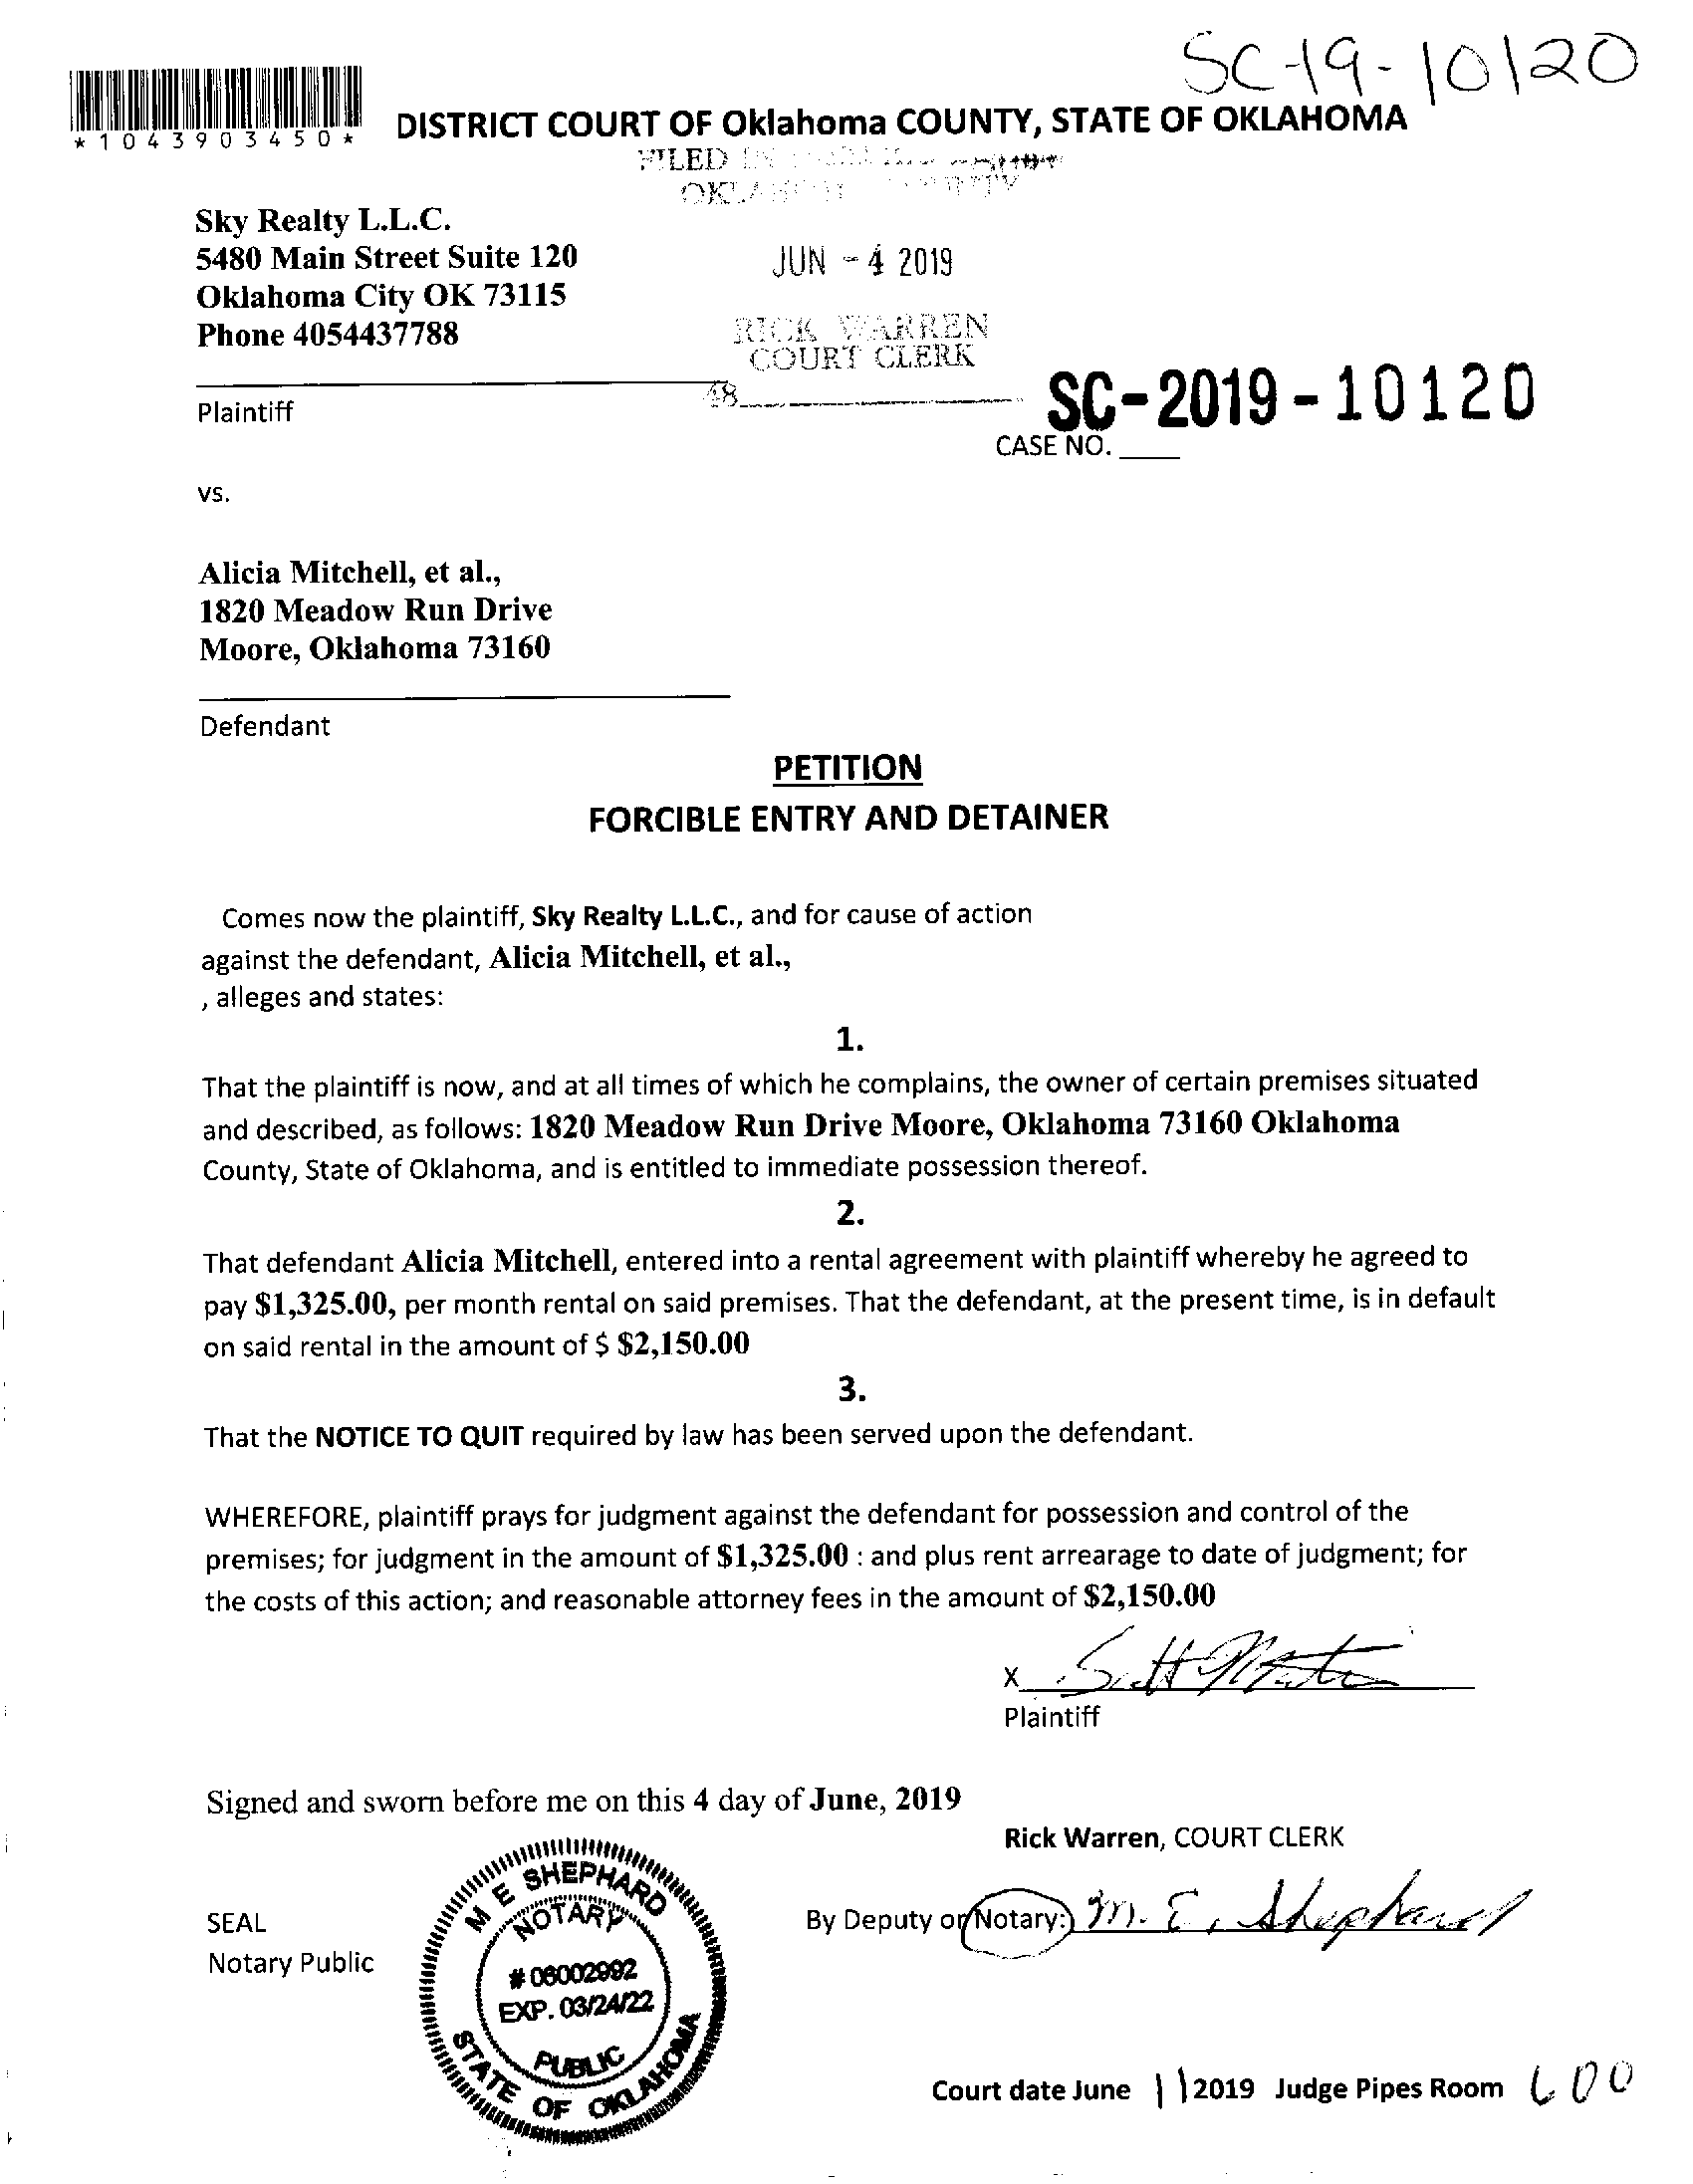 SC-19-10120
*1043903450*
DISTRICT COURT OF Oklahoma COUNTY, STATE OF OKLAHOMA
FILED IN
Sky Realty L.L.C.
5480 Main Street Suite 120
Oklahoma City OK 73115
Phone 4054437788
JUN - 4 2019
RICK WARREN
COURT CLERK
48
Plaintiff
SC-2019-10120
CASE NO.
vs.
Alicia Mitchell, et al.,
1820 Meadow Run Drive
Moore, Oklahoma 73160
Defendant
PETITION
FORCIBLE ENTRY AND DETAINER
Comes now the plaintiff, Sky Realty L.L.C., and for cause of action
against the defendant, Alicia Mitchell, et al.,
, alleges and states:
1.
That the plaintiff is now, and at all times of which he complains, the owner of certain premises situated
and described, as follows: 1820 Meadow Run Drive Moore, Oklahoma 73160 Oklahoma
County, State of Oklahoma, and is entitled to immediate possession thereof.
2.
That defendant Alicia Mitchell, entered into a rental agreement with plaintiff whereby he agreed to
pay $1,325.00, per month rental on said premises. That the defendant, at the present time, is in default
on said rental in the amount of $ $2,150.00
3.
That the NOTICE TO QUIT required by law has been served upon the defendant.
WHEREFORE, plaintiff prays for judgment against the defendant for possession and control of the
premises; for judgment in the amount of $1,325.00 : and plus rent arrearage to date of judgment; for
the costs of this action; and reasonable attorney fees in the amount of $2,150.00
X
Plaintiff
Signed and sworn before me on this 4 day of June, 2019
Rick Warren, COURT CLERK
SEAL
Notary Public
M E SHEPHARD
NOTARY
# 06002992
EXP. 03/24/22
PUBLIC
STATE OF OKLAHOMA
By Deputy or Notary: M. E. Shephard
Court date June 11 2019 Judge Pipes Room 600